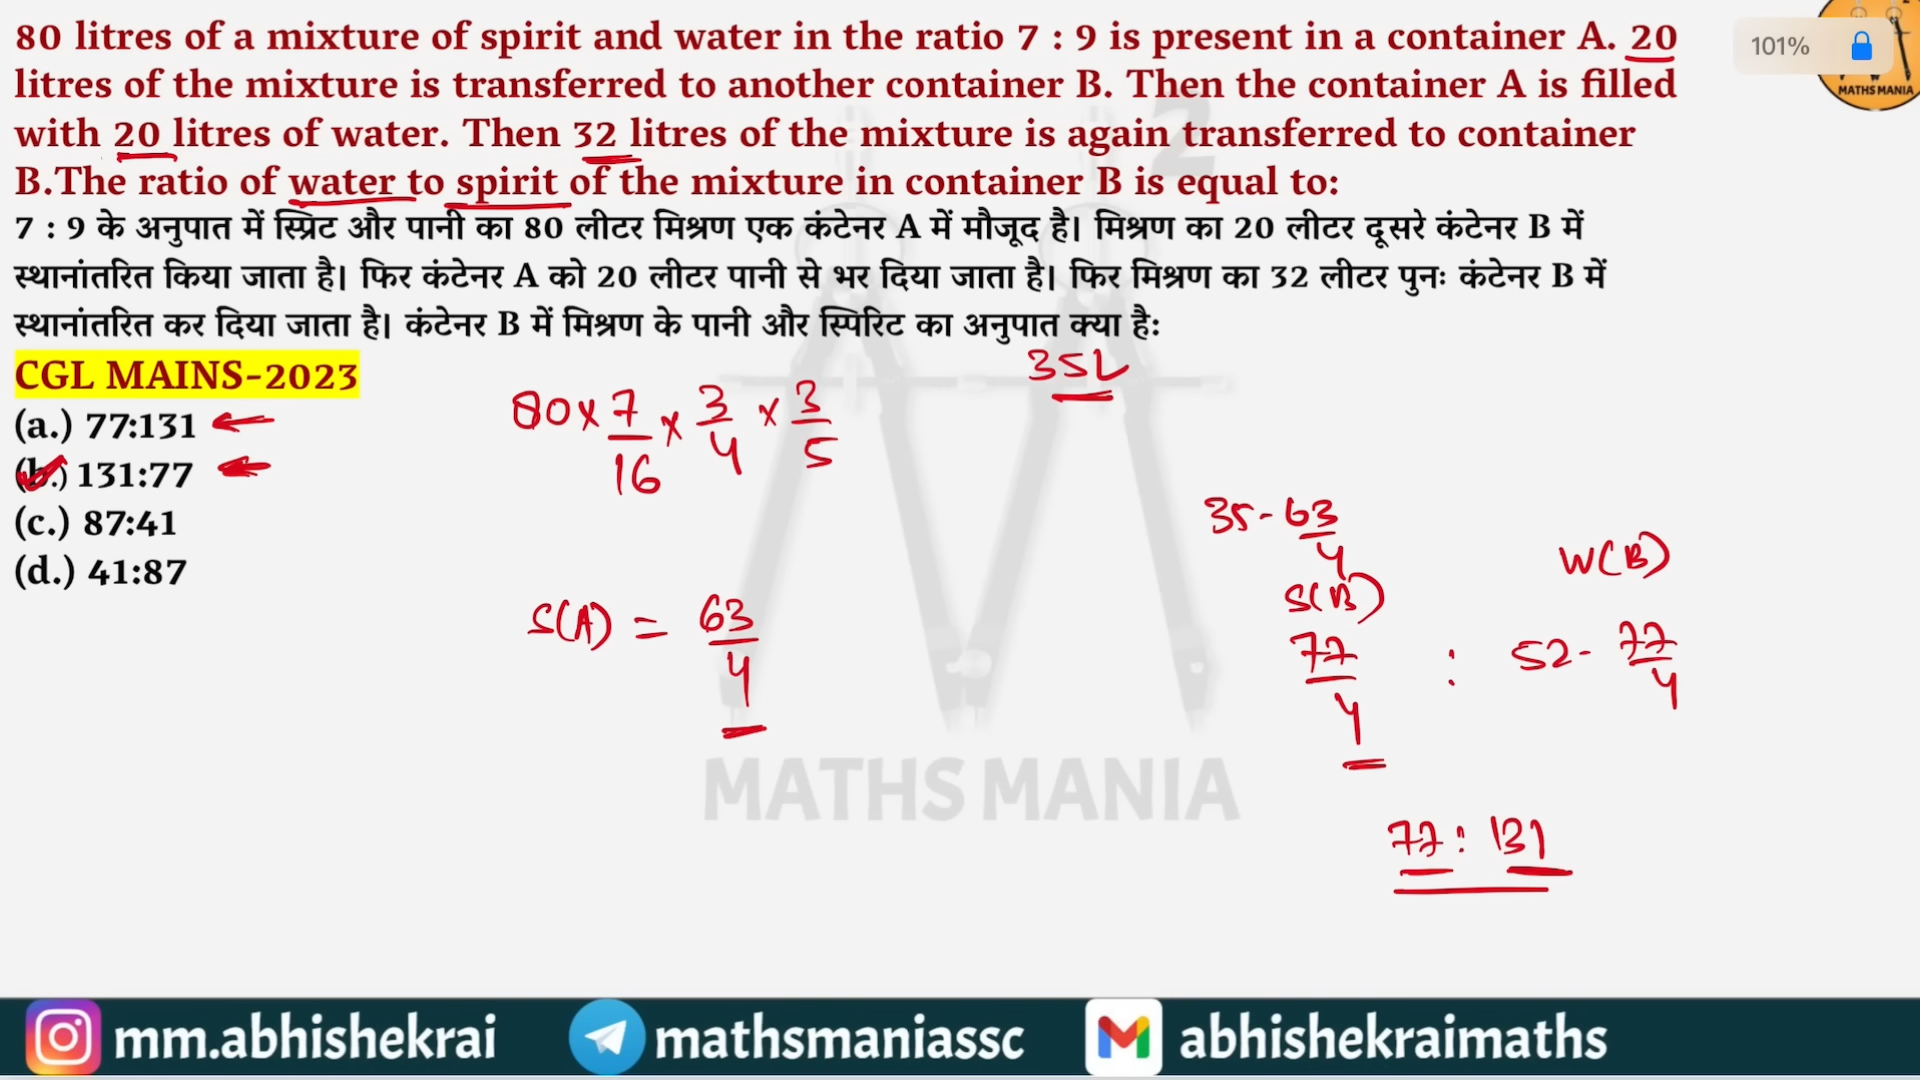 80 litres of a mixture of spirit and water in the ratio 7 : 9 is present in a container A. 20
litres of the mixture is transferred to another container B. Then the container A is filled
with 20 litres of water. Then 32 litres of the mixture is again transferred to container
B.The ratio of water to spirit of the mixture in container B is equal to:
7 : 9 के अनुपात में स्प्रिट और पानी का 80 लीटर मिश्रण एक कंटेनर A में मौजूद है। मिश्रण का 20 लीटर दूसरे कंटेनर B में
स्थानांतरित किया जाता है। फिर कंटेनर A को 20 लीटर पानी से भर दिया जाता है। फिर मिश्रण का 32 लीटर पुनः कंटेनर B में
स्थानांतरित कर दिया जाता है। कंटेनर B में मिश्रण के पानी और स्पिरिट का अनुपात क्या है:
CGL MAINS-2023
(a.) 77:131
(b.) 131:77
(c.) 87:41
(d.) 41:87
35L
80 × 7/16 × 3/4 × 3/5
S(A) = 63/4
35 - 63/4
S(B) W(B)
77/4 : 52 - 77/4
77 : 131
101%
MATHS MANIA
2
MATHS MANIA
mm.abhishekrai mathsmaniassc abhishekraimaths